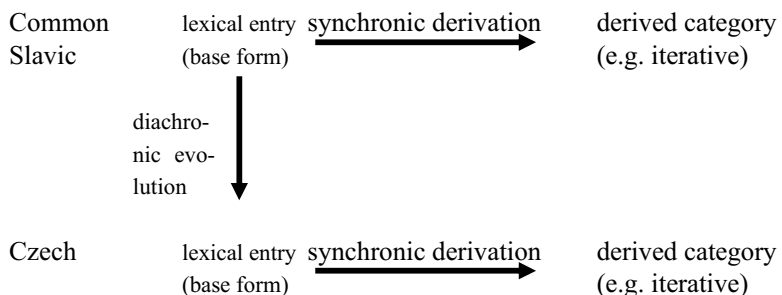 Common lexical entry synchronic derivation derived category
Slavic (base form) (e.g. iterative)
diachro-
nic evo-
lution
Czech lexical entry synchronic derivation derived category
(base form) (e.g. iterative)